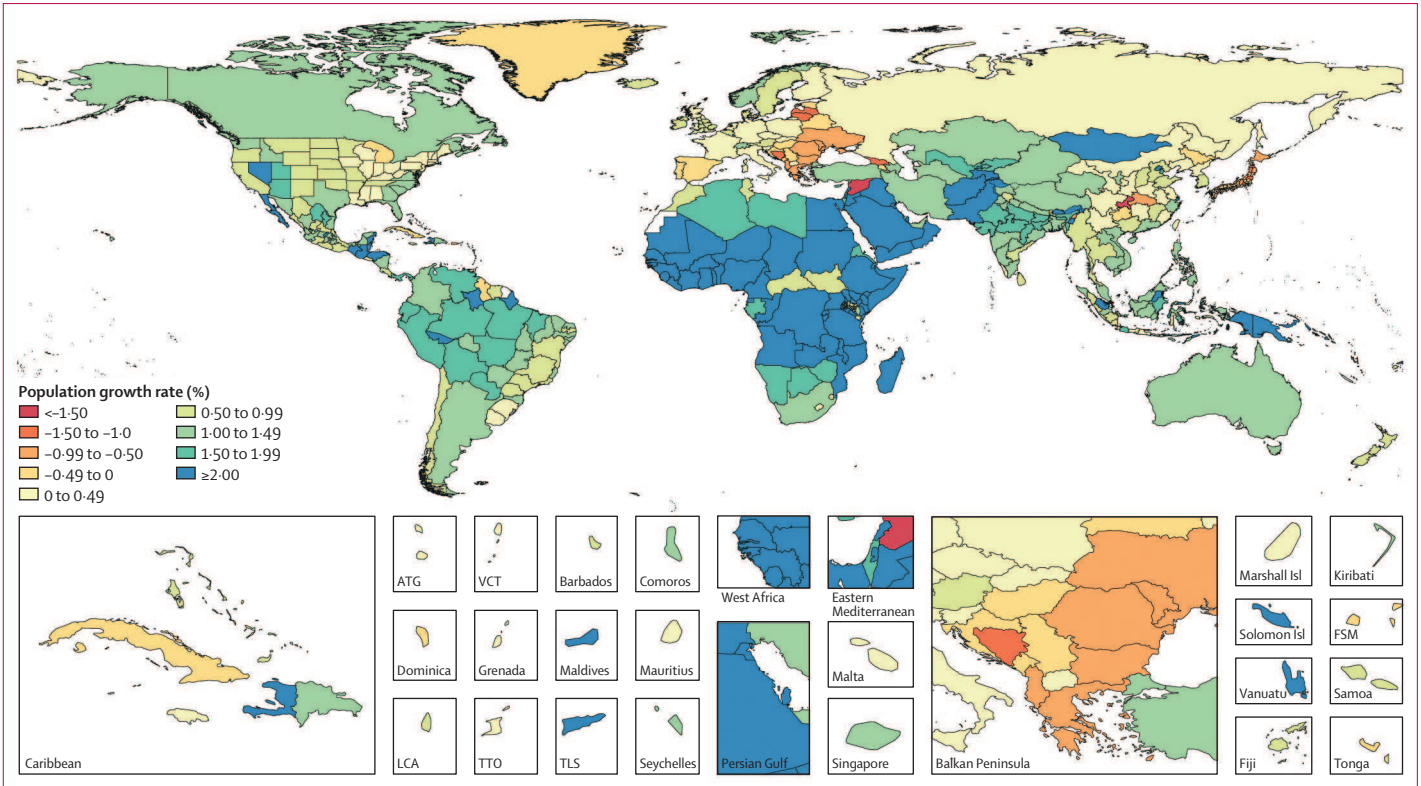 Population growth rate (%)
<–1·50
–1·50 to –1·0
–0·99 to –0·50
–0·49 to 0
0 to 0·49
0·50 to 0·99
1·00 to 1·49
1·50 to 1·99
≥2·00
Caribbean
ATG
VCT
Barbados
Comoros
West Africa
Eastern
Mediterranean
Dominica
Grenada
Maldives
Mauritius
Malta
LCA
TTO
TLS
Seychelles
Persian Gulf
Singapore
Balkan Peninsula
Marshall Isl
Kiribati
Solomon Isl
FSM
Vanuatu
Samoa
Fiji
Tonga